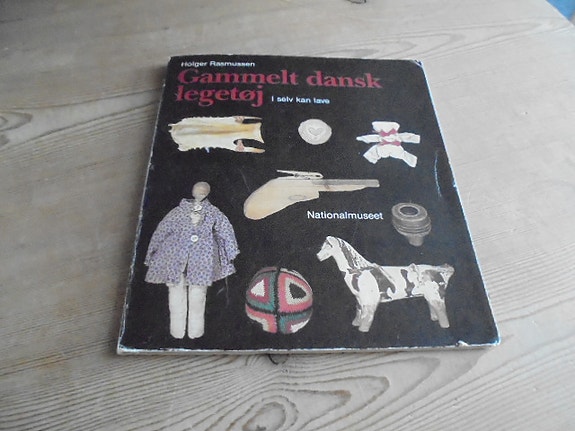 Holger Rasmussen
Gammelt dansk
legetøj I selv kan lave
Nationalmuseet